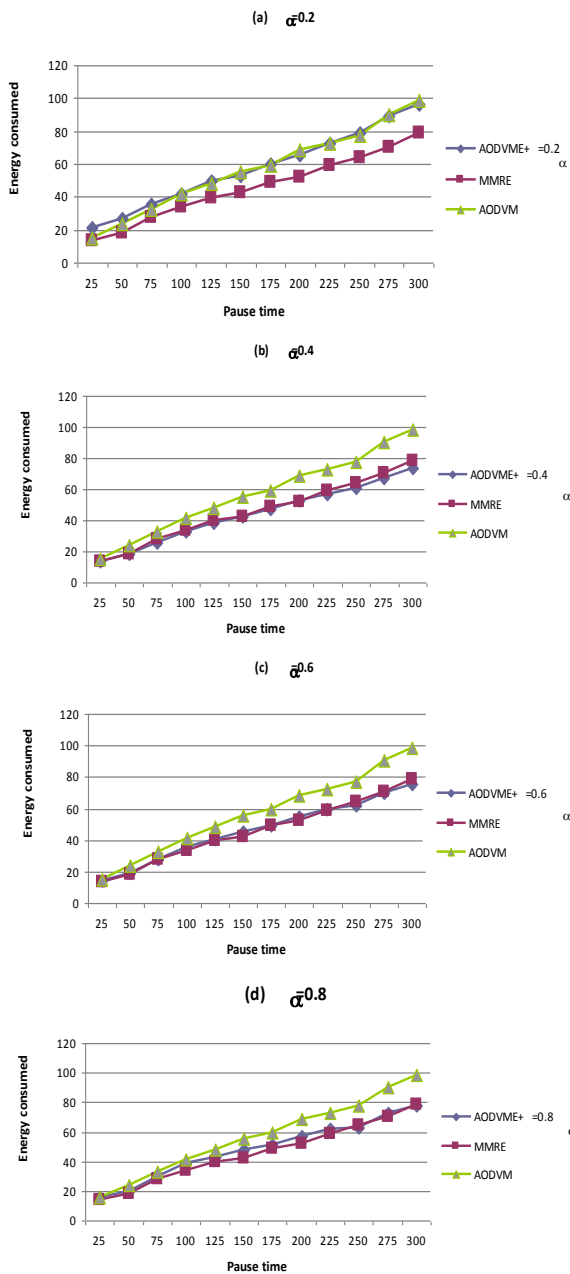 (a) α=0.2
Energy consumed
120
100
80
60
40
20
0
25 50 75 100 125 150 175 200 225 250 275 300
Pause time
AODVME+ =0.2
α
MMRE
AODVM
(b) α=0.4
Energy consumed
120
100
80
60
40
20
0
25 50 75 100 125 150 175 200 225 250 275 300
Pause time
AODVME+ =0.4
α
MMRE
AODVM
(c) α=0.6
Energy consumed
120
100
80
60
40
20
0
25 50 75 100 125 150 175 200 225 250 275 300
Pause time
AODVME+ =0.6
α
MMRE
AODVM
(d) α=0.8
Energy consumed
120
100
80
60
40
20
0
25 50 75 100 125 150 175 200 225 250 275 300
Pause time
AODVME+ =0.8
MMRE
AODVM